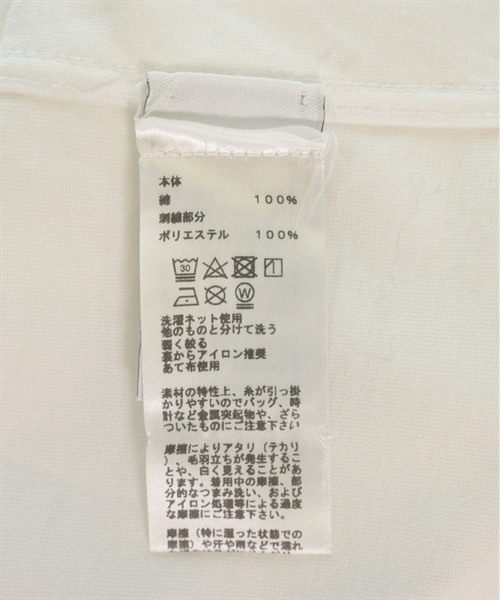 本体
綿 100%
刺繍部分
ポリエステル 100%
30
W
洗濯ネット使用
他のものと分けて洗う
弱く絞る
裏からアイロン推奨
あて布使用
素材の特性上、糸が引っ掛
かりやすいのでバッグ、時
計など金属突起物や、ざら
ついたものにご注意下さい
摩擦によりアタリ（テカリ
）、毛羽立ちが発生するこ
とや、白く見えることがあ
ります。着用中の摩擦、部
分的なつまみ洗い、および
アイロン処理等による過度
な摩擦にご注意下さい。
摩擦（特に湿った状態での
摩擦）や汗や雨などで濡れ